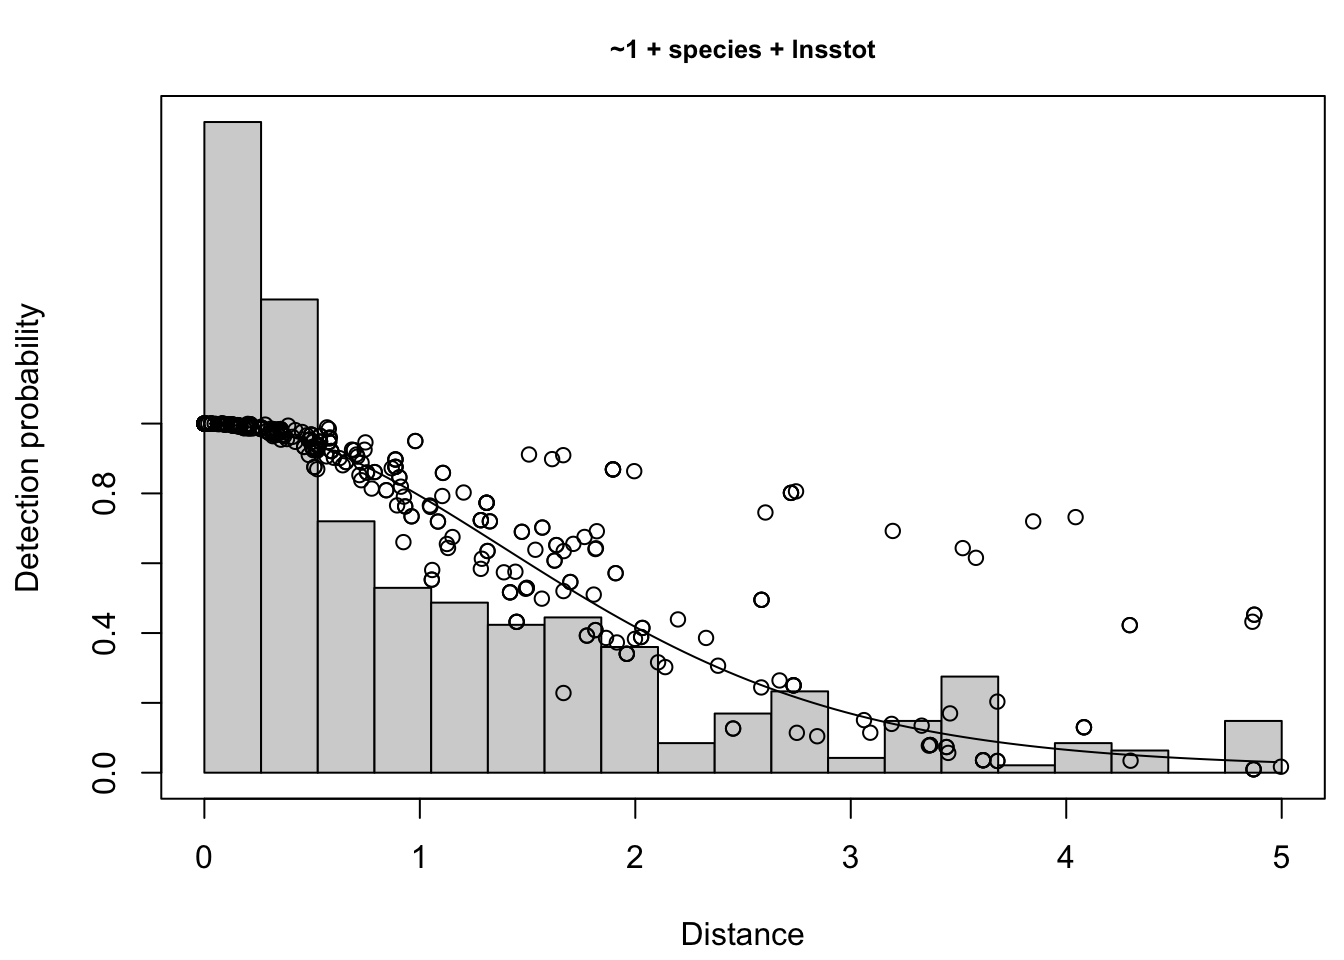 ~1 + species + lnsstot
Detection probability
0.8
0.4
0.0
0 1 2 3 4 5
Distance